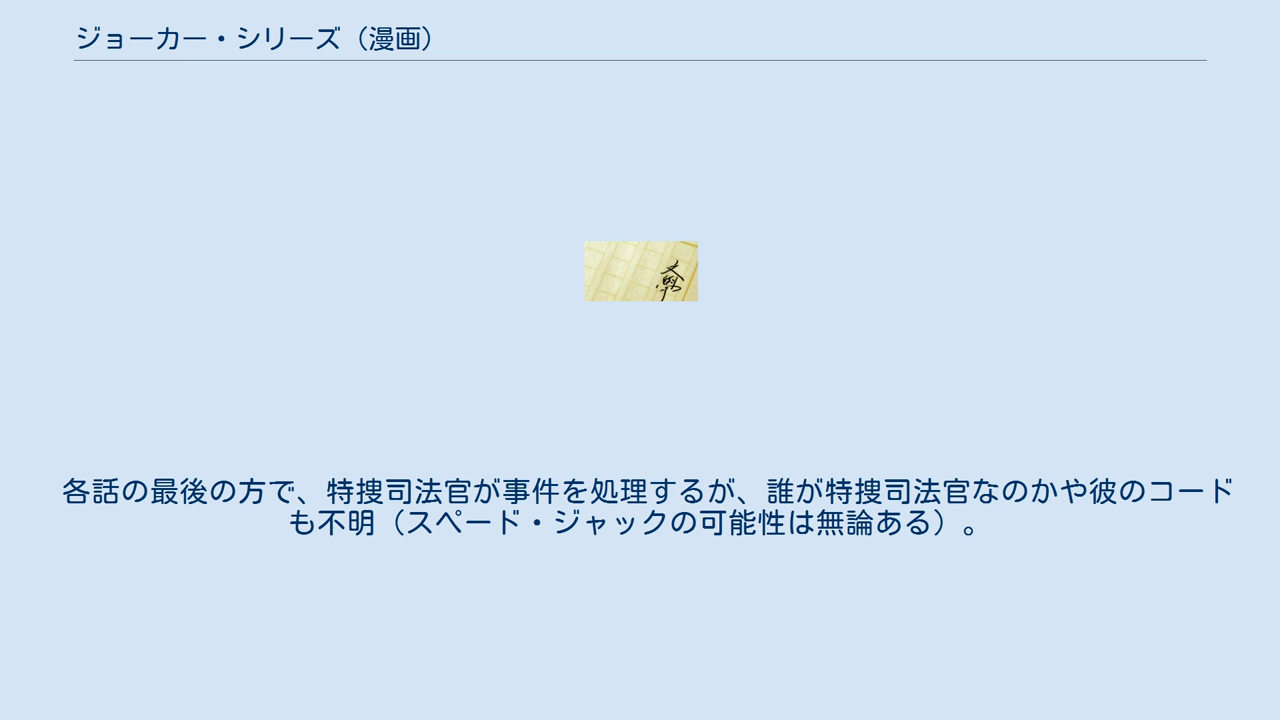 ジョーカー・シリーズ（漫画）
各話の最後の方で、特捜司法官が事件を処理するが、誰が特捜司法官なのかや彼のコード
も不明（スペード・ジャックの可能性は無論ある）。